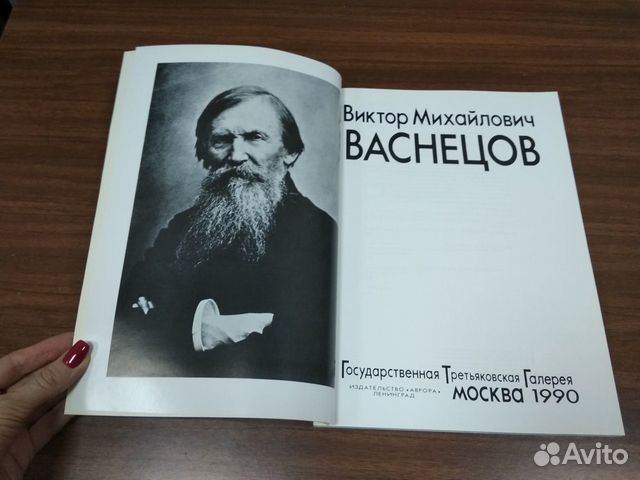 Виктор Михайлович
ВАСНЕЦОВ
Государственная Третьяковская Галерея
ИЗДАТЕЛЬСТВО «АВРОРА»
ЛЕНИНГРАД
МОСКВА 1990
Avito